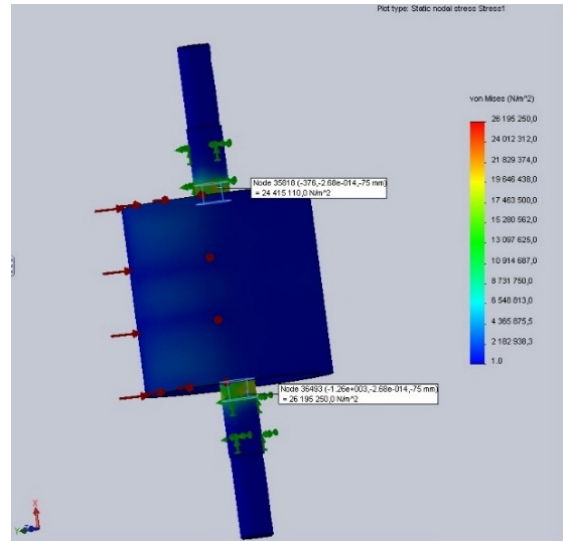 Plot type: Static nodal stress Stress1
von Mises (N/m^2)
26 195 250,0
24 012 312,0
21 829 374,0
19 646 438,0
17 463 500,0
15 280 562,0
13 097 625,0
10 914 687,0
8 731 750,0
6 548 813,0
4 365 875,5
2 182 938,3
1.0
Node 35818 (-376,-2.68e-014,-75 mm)
= 24 415 110,0 N/m^2
Node 36493 (-1.26e+003,-2.68e-014,-75 mm)
= 26 195 250,0 N/m^2
X
Y